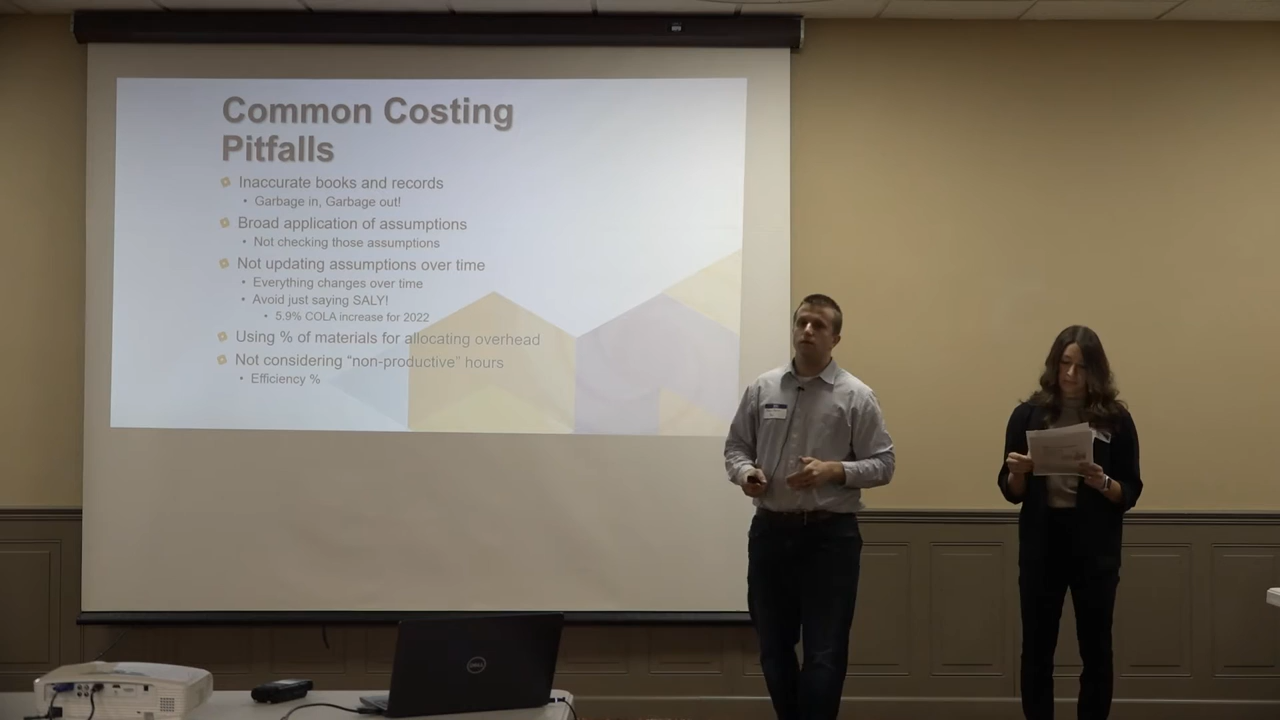 Common Costing
Pitfalls
Inaccurate books and records
Garbage in, Garbage out!
Broad application of assumptions
Not checking those assumptions
Not updating assumptions over time
Everything changes over time
Avoid just saying SALY!
5.9% COLA increase for 2022
Using % of materials for allocating overhead
Not considering "non-productive" hours
Efficiency %
DELL